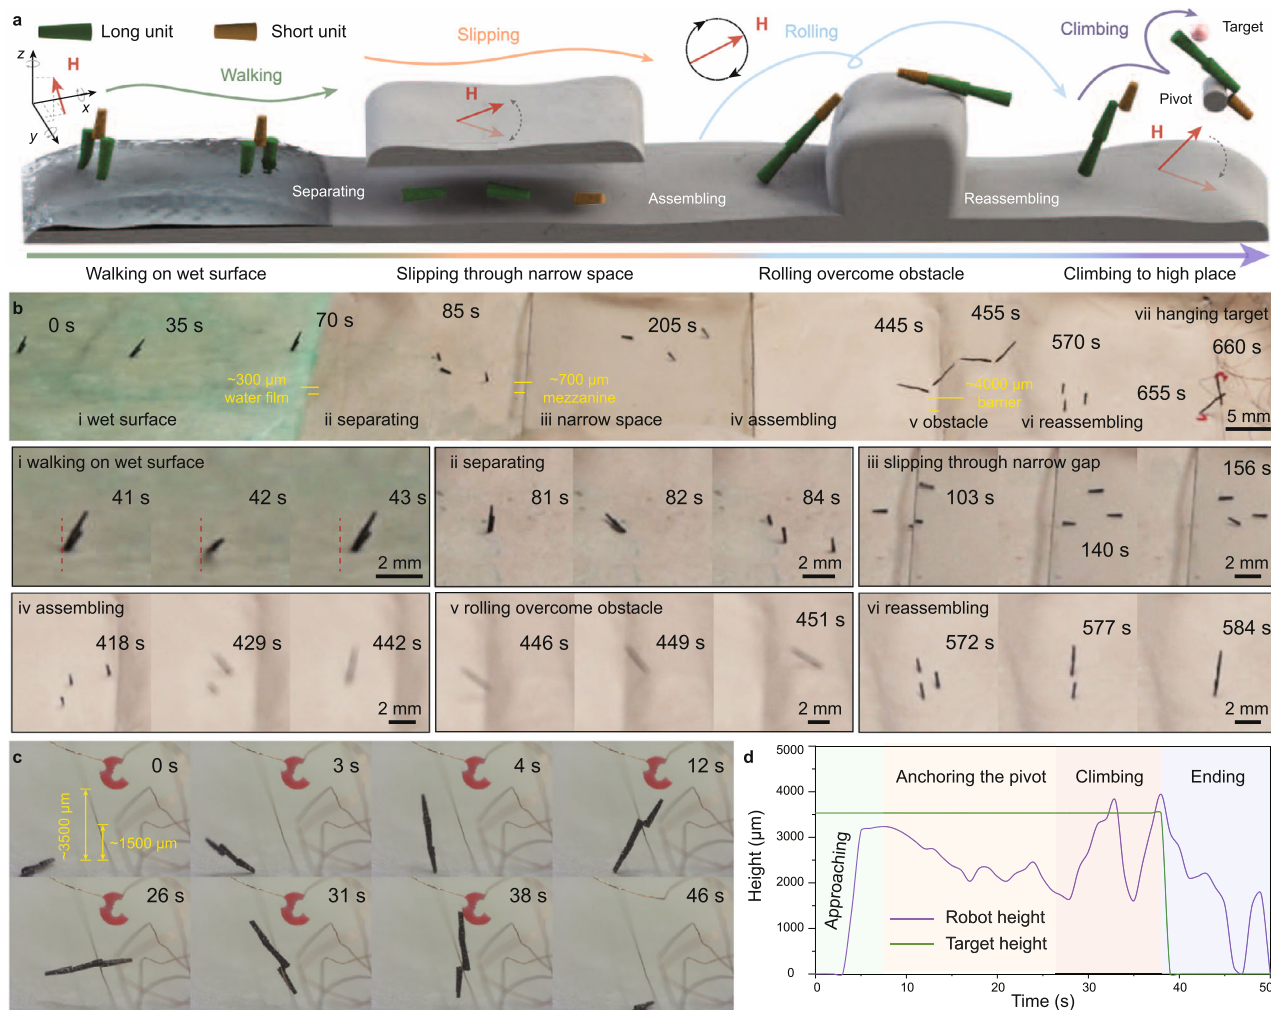 a
Long unit
Short unit
z
H
x
y
Walking
Slipping
H
H
Rolling
Climbing
Target
Pivot
H
Separating
Assembling
Reassembling
Walking on wet surface
Slipping through narrow space
Rolling overcome obstacle
Climbing to high place
b
0 s
35 s
70 s
85 s
205 s
445 s
455 s
570 s
vii hanging target
660 s
655 s
~300 µm
water film
~700 µm
mezzanine
~4000 µm
barrier
i wet surface
ii separating
iii narrow space
iv assembling
v obstacle
vi reassembling
5 mm
i walking on wet surface
41 s
42 s
43 s
2 mm
ii separating
81 s
82 s
84 s
2 mm
iii slipping through narrow gap
103 s
140 s
156 s
2 mm
iv assembling
418 s
429 s
442 s
2 mm
v rolling overcome obstacle
446 s
449 s
451 s
2 mm
vi reassembling
572 s
577 s
584 s
2 mm
c
0 s
3 s
4 s
12 s
~3500 µm
~1500 µm
26 s
31 s
38 s
46 s
d
5000
4000
3000
2000
1000
0
Height (µm)
Approaching
Anchoring the pivot
Climbing
Ending
Robot height
Target height
0
10
20
30
40
50
Time (s)